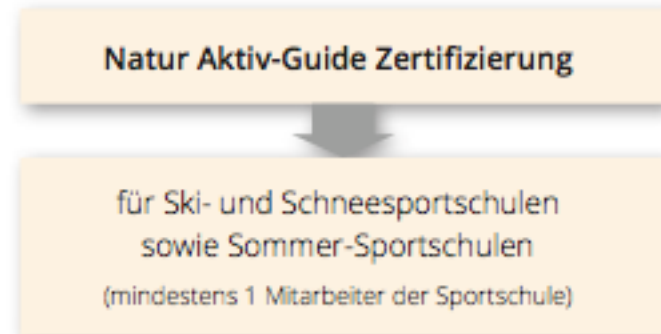 Natur Aktiv-Guide Zertifizierung
für Ski- und Schneesportschulen
sowie Sommer-Sportschulen
(mindestens 1 Mitarbeiter der Sportschule)